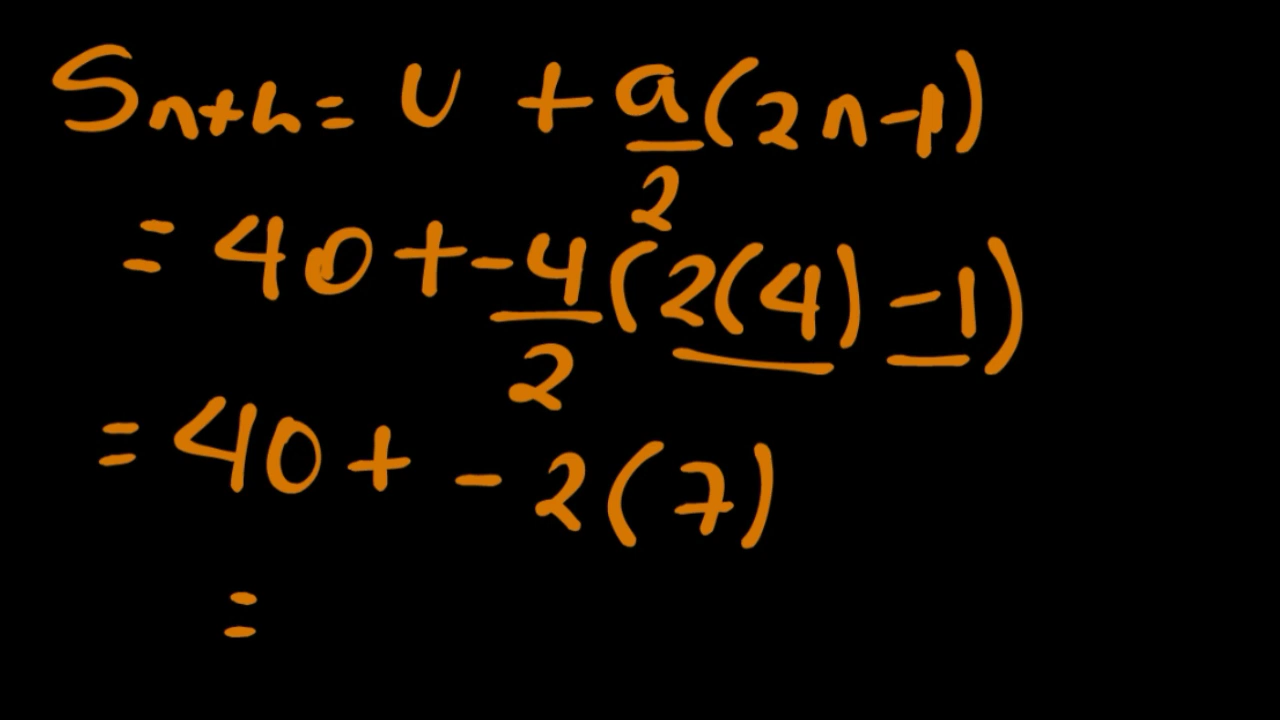 Snth = u + a/2 (2n-1)
= 40 + -4/2 (2(4) - 1)
= 40 + - 2(7)
=